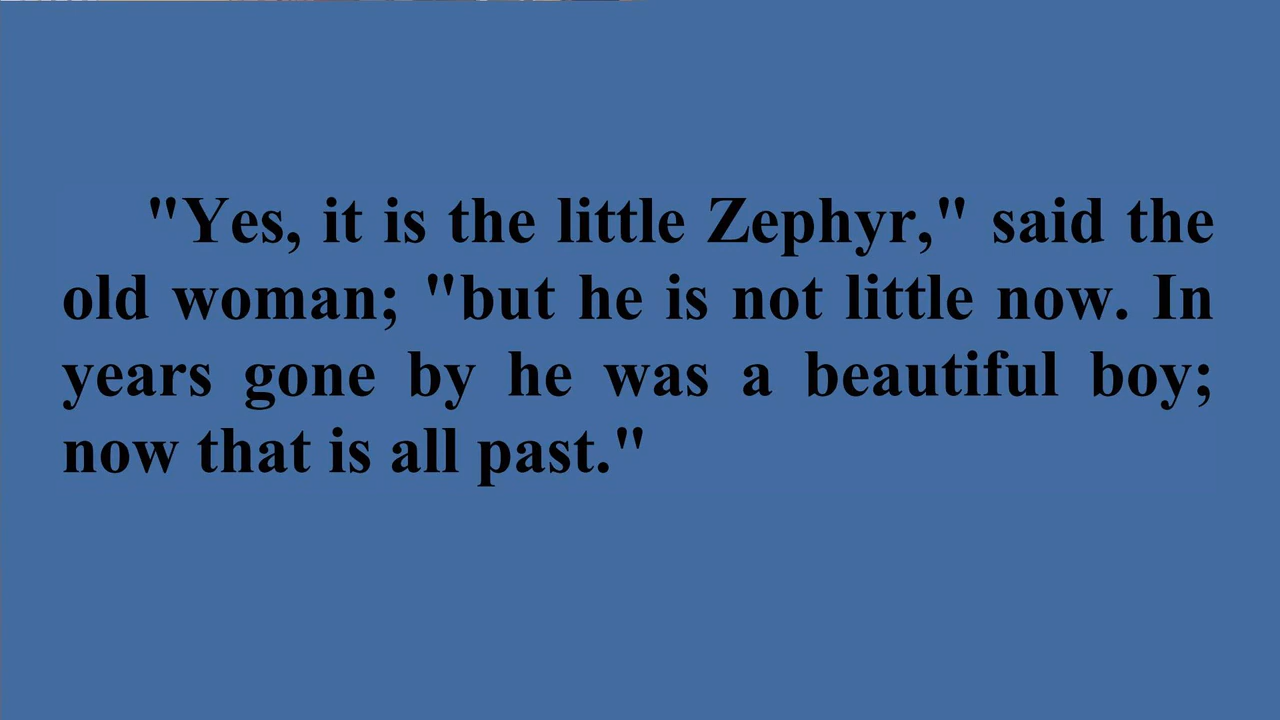 "Yes, it is the little Zephyr," said the
old woman; "but he is not little now. In
years gone by he was a beautiful boy;
now that is all past."